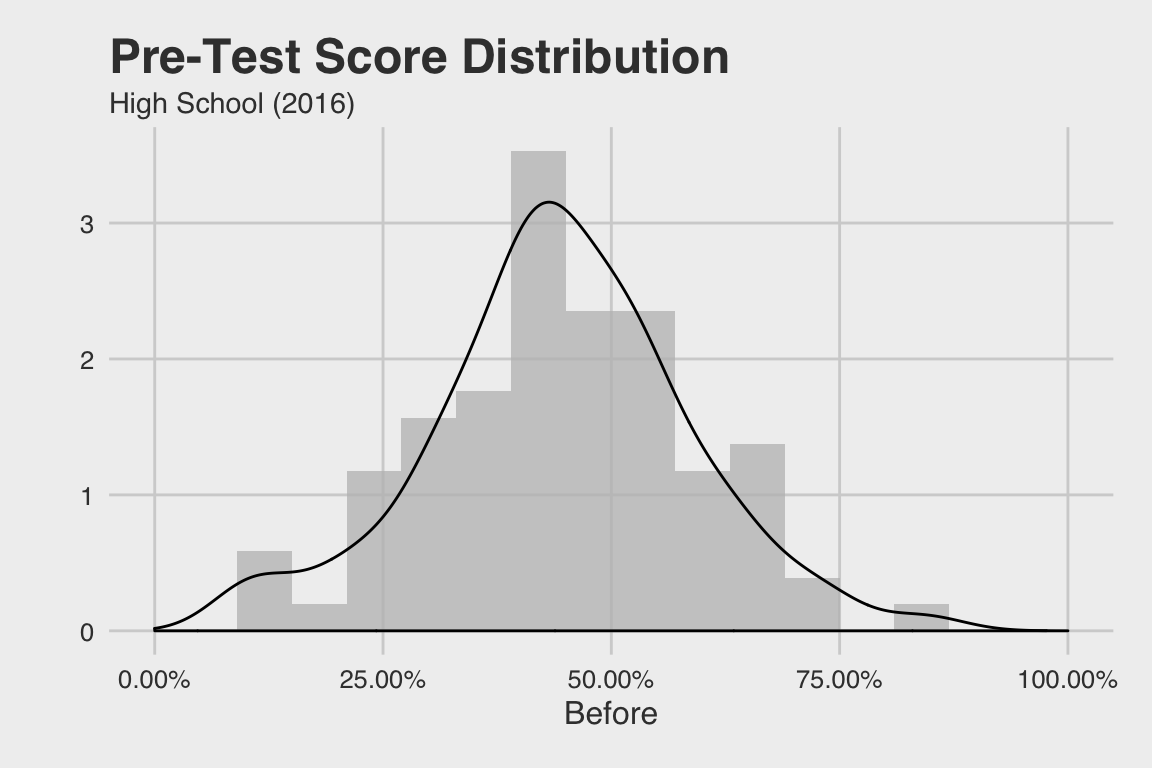 Pre-Test Score Distribution
High School (2016)
3
2
1
0
0.00% 25.00% 50.00% 75.00% 100.00%
Before